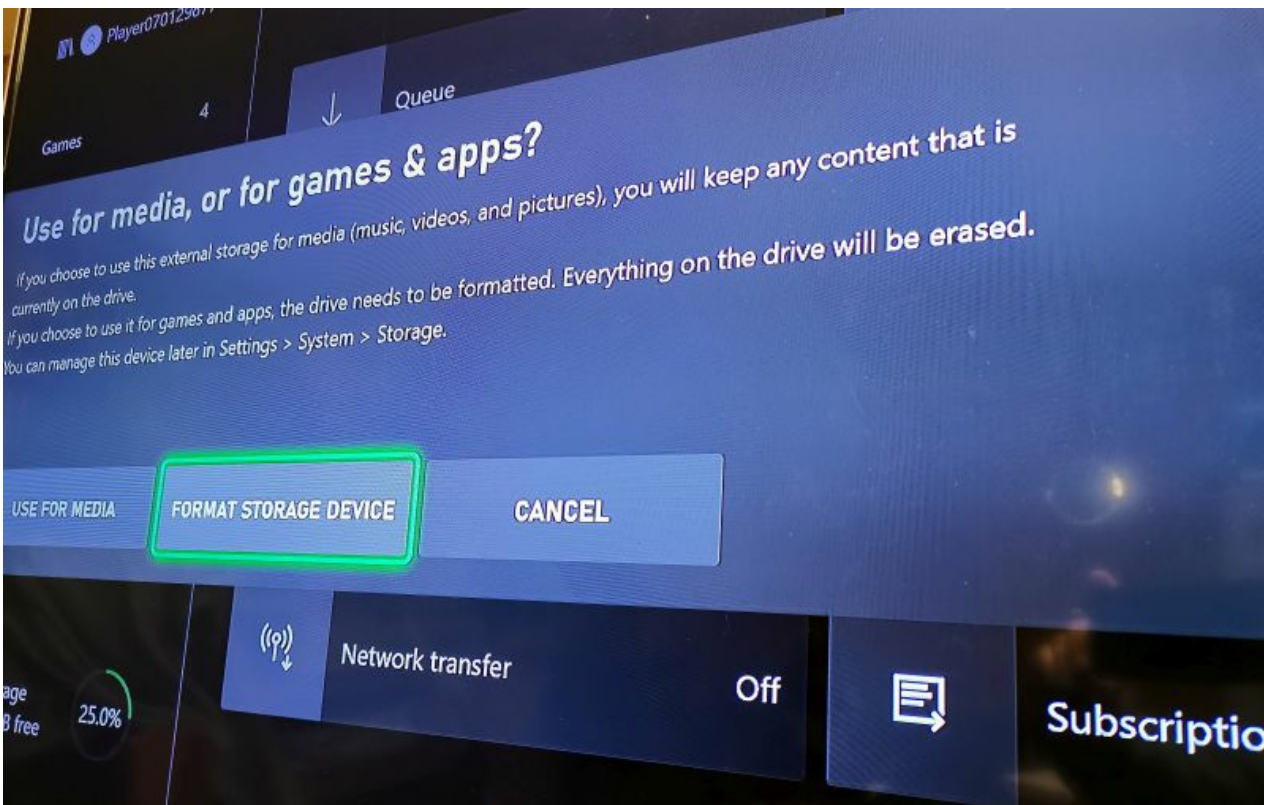 Games
4
Queue
Use for media, or for games & apps?
If you choose to use this external storage for media (music, videos, and pictures), you will keep any content that is
currently on the drive.
If you choose to use it for games and apps, the drive needs to be formatted. Everything on the drive will be erased.
You can manage this device later in Settings > System > Storage.
USE FOR MEDIA
FORMAT STORAGE DEVICE
CANCEL
Network transfer
Off
Subscriptio
age
B free
25.0%